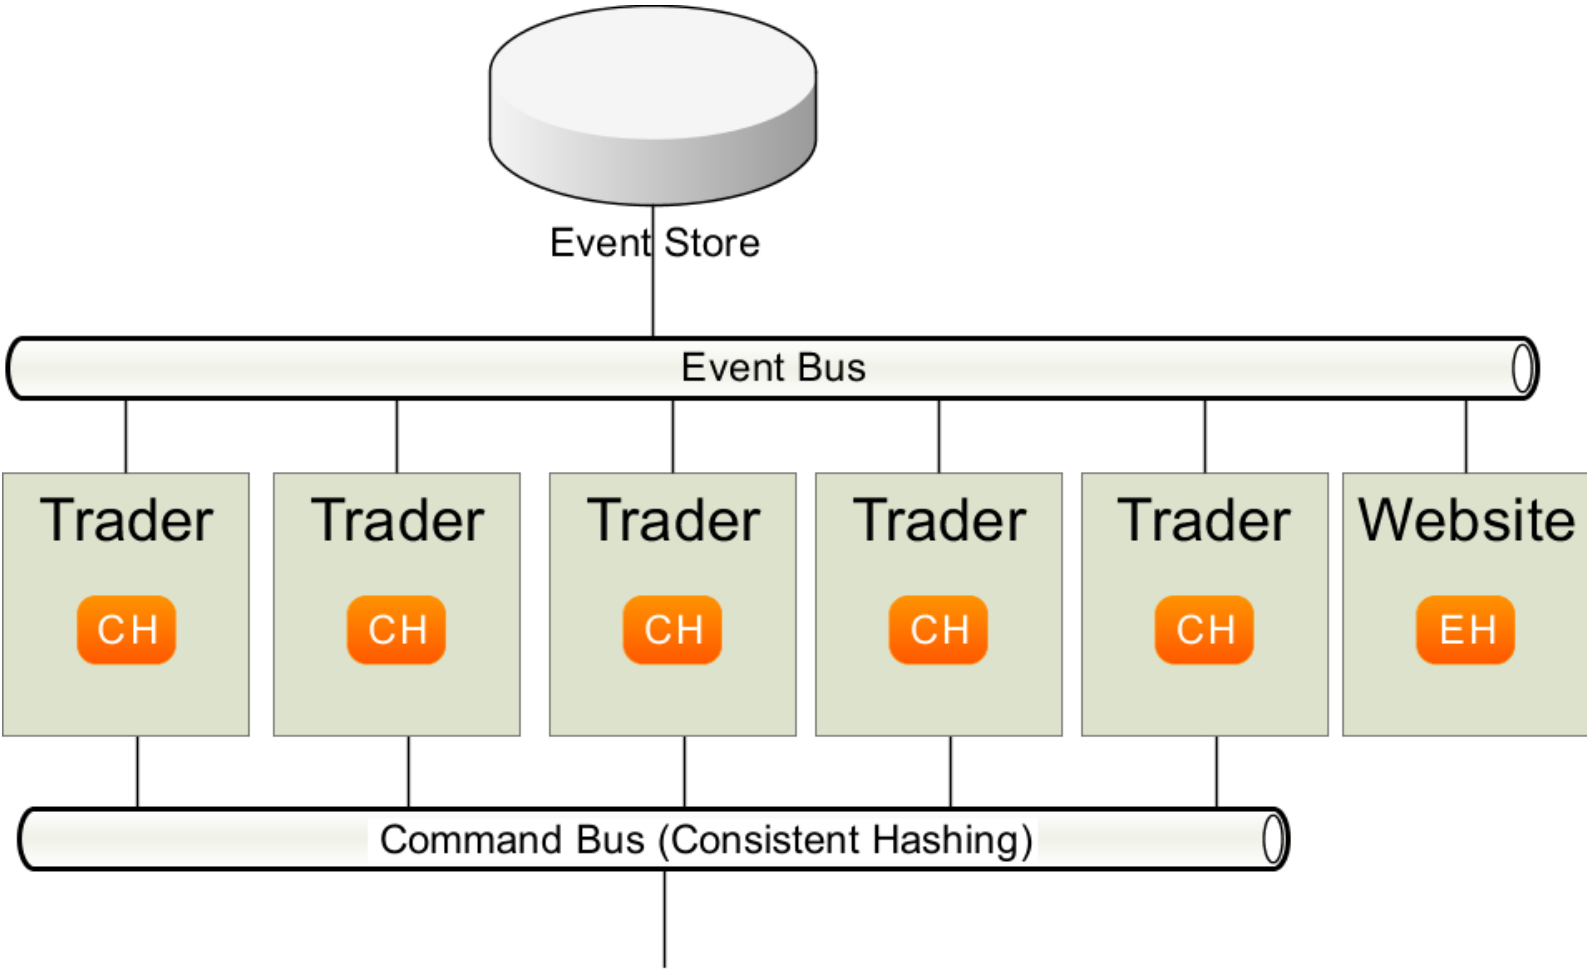 Event Store
Event Bus
Trader
Trader
Trader
Trader
Trader
Website
CH
CH
CH
CH
CH
EH
Command Bus (Consistent Hashing)